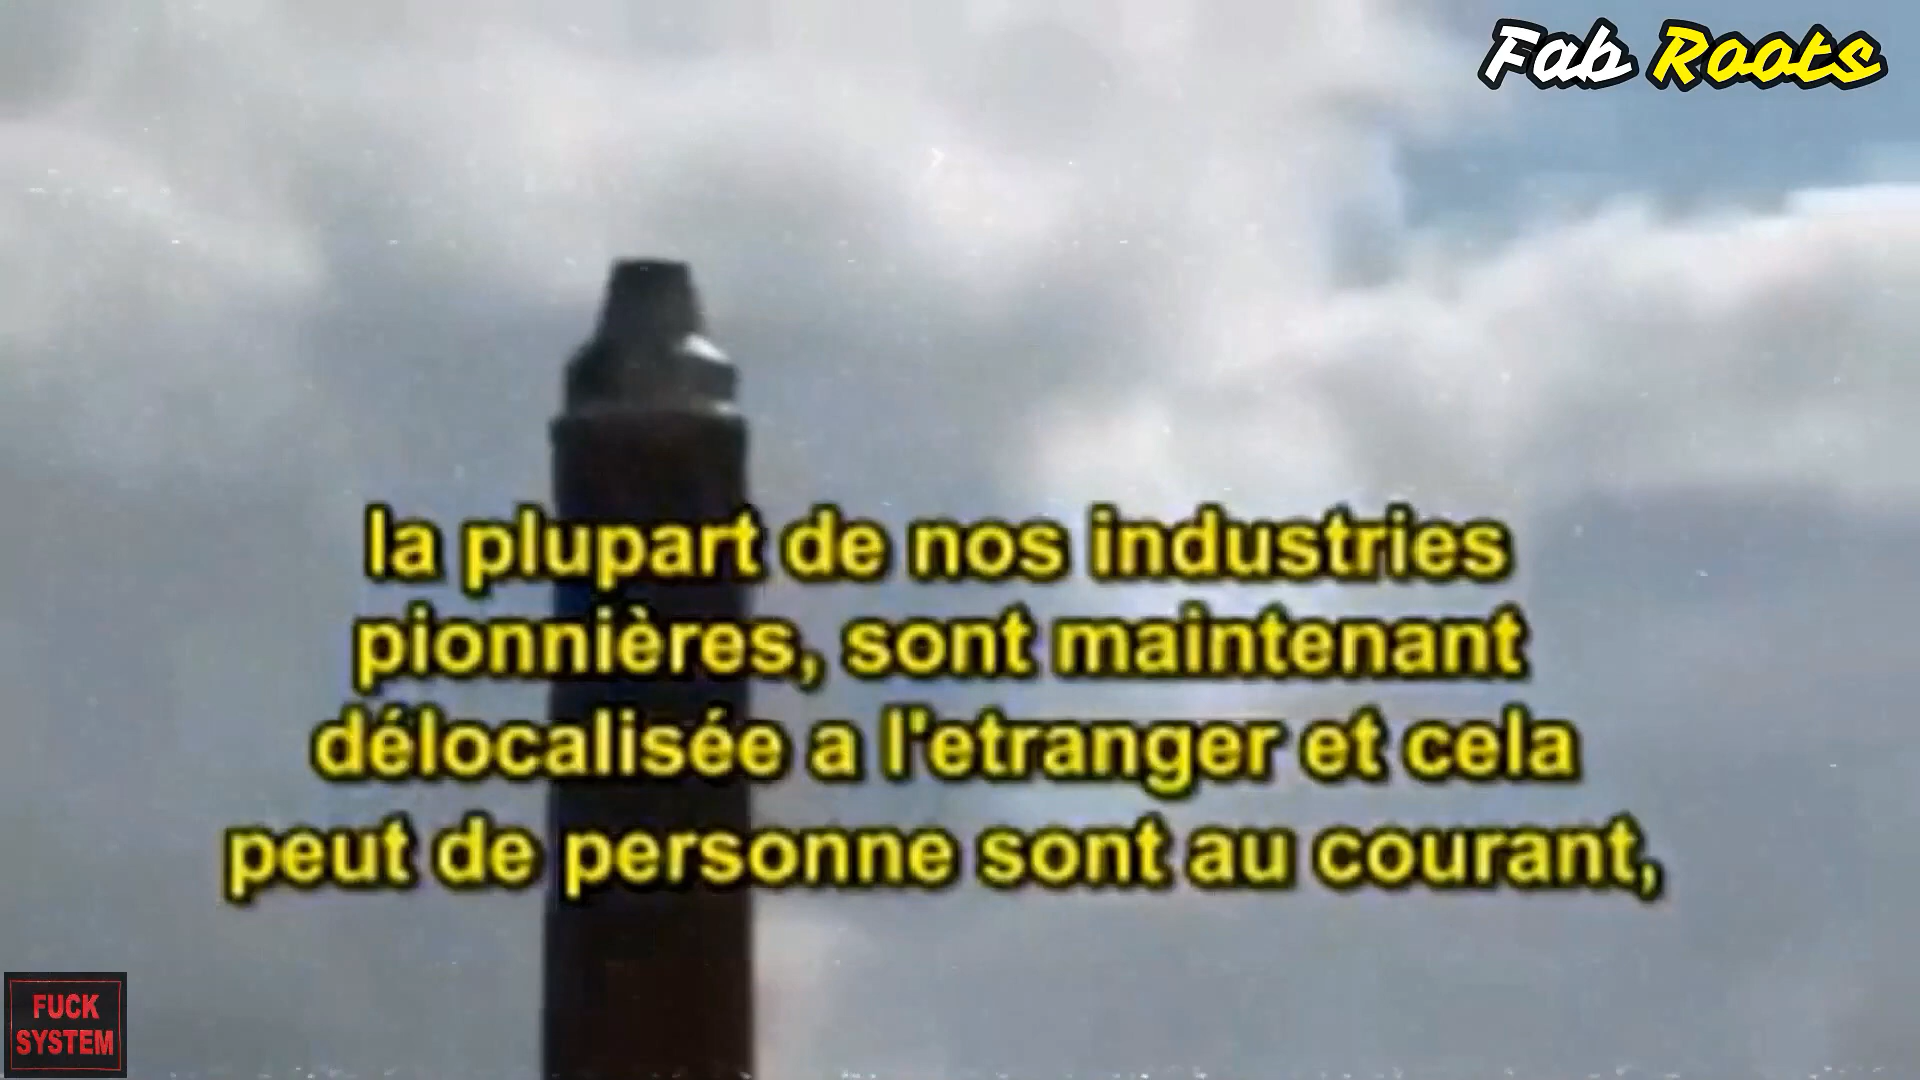 Fab Roots
la plupart de nos industries
pionnières, sont maintenant
délocalisée a l'etranger et cela
peut de personne sont au courant,
FUCK
SYSTEM